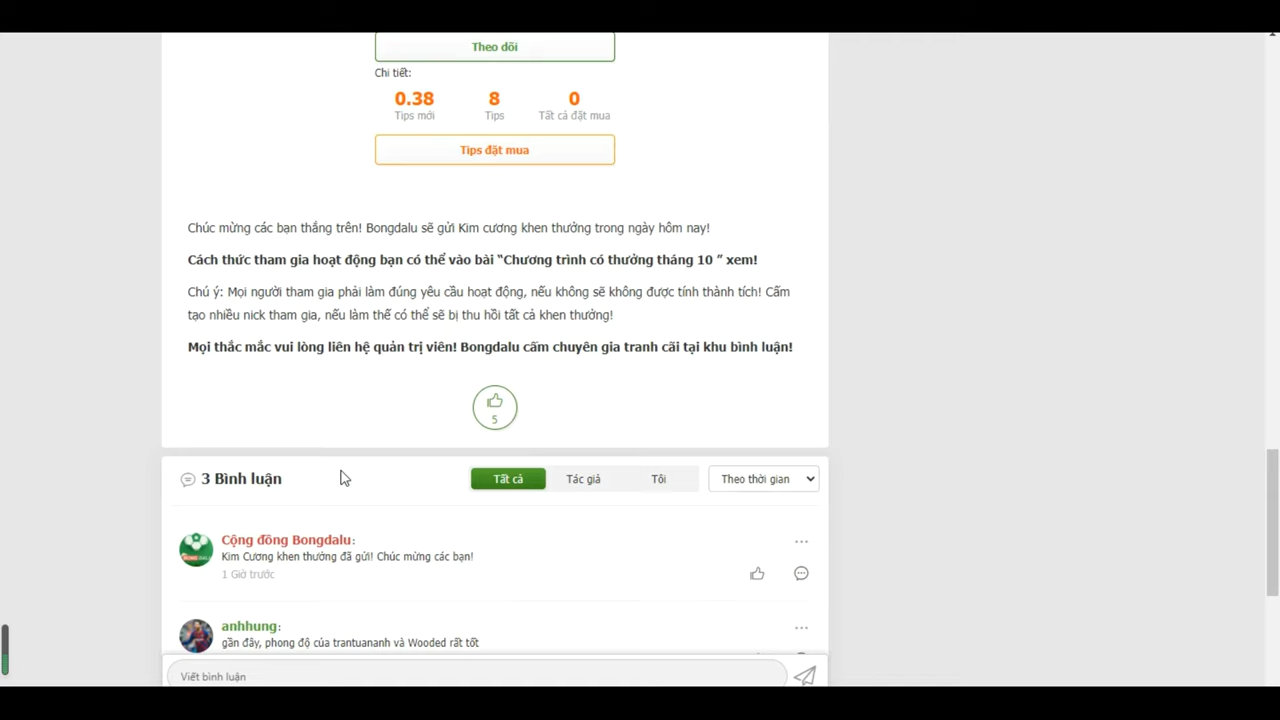 Theo dõi
Chi tiết:
0.38 8 0
Tips mới Tips Tất cả đặt mua
Tips đặt mua
Chúc mừng các bạn thắng trên! Bongdalu sẽ gửi Kim cương khen thưởng trong ngày hôm nay!
Cách thức tham gia hoạt động bạn có thể vào bài “Chương trình có thưởng tháng 10 ” xem!
Chú ý: Mọi người tham gia phải làm đúng yêu cầu hoạt động, nếu không sẽ không được tính thành tích! Cấm
tạo nhiều nick tham gia, nếu làm thế có thể sẽ bị thu hồi tất cả khen thưởng!
Mọi thắc mắc vui lòng liên hệ quản trị viên! Bongdalu cấm chuyên gia tranh cãi tại khu bình luận!
5
3 Bình luận Tất cả Tác giả Tôi Theo thời gian
Cộng đồng Bongdalu:
Kim Cương khen thưởng đã gửi! Chúc mừng các bạn!
1 Giờ trước
anhhung:
gần đây, phong độ của trantuananh và Wooded rất tốt
Viết bình luận